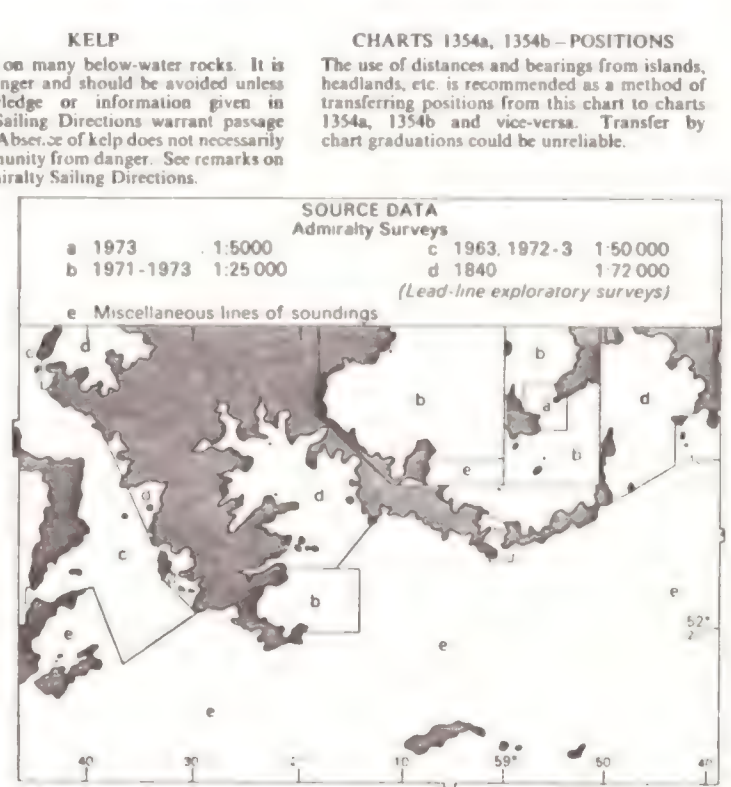 KELP
on many below-water rocks. It is
nger and should be avoided unless
ledge or information given in
Sailing Directions warrant passage
Absence of kelp does not necessarily
munity from danger. See remarks on
iralty Sailing Directions.
CHARTS 1354a, 1354b – POSITIONS
The use of distances and bearings from islands,
headlands, etc. is recommended as a method of
transferring positions from this chart to charts
1354a, 1354b and vice-versa. Transfer by
chart graduations could be unreliable.
SOURCE DATA
Admiralty Surveys
a 1973 1:5000 c 1963, 1972-3 1:50 000
b 1971-1973 1:25 000 d 1840 1:72 000
(Lead-line exploratory surveys)
e Miscellaneous lines of soundings
c d b d
b a
e b
d d
c
b e
e 52°
e
e
40 30 10 59° 50 40